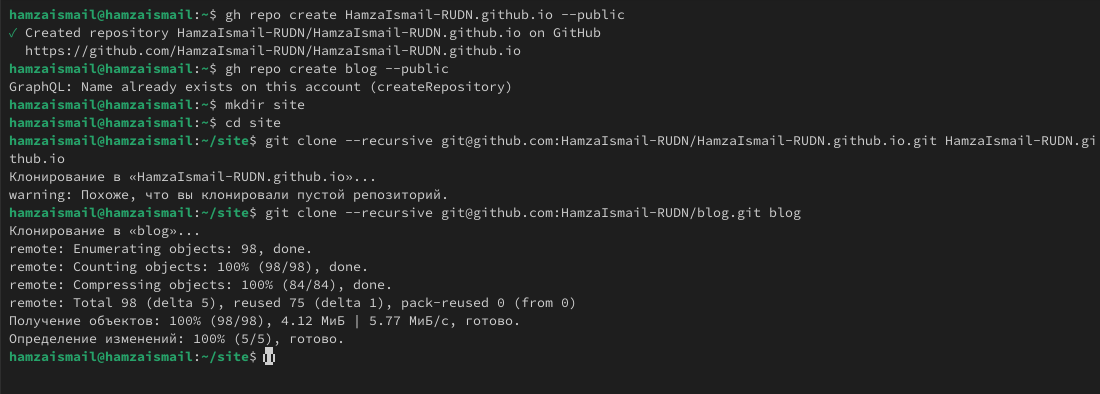 hamzaismail@hamzaismail:~$ gh repo create HamzaIsmail-RUDN.github.io --public
✓ Created repository HamzaIsmail-RUDN/HamzaIsmail-RUDN.github.io on GitHub
  https://github.com/HamzaIsmail-RUDN/HamzaIsmail-RUDN.github.io
hamzaismail@hamzaismail:~$ gh repo create blog --public
GraphQL: Name already exists on this account (createRepository)
hamzaismail@hamzaismail:~$ mkdir site
hamzaismail@hamzaismail:~$ cd site
hamzaismail@hamzaismail:~/site$ git clone --recursive git@github.com:HamzaIsmail-RUDN/HamzaIsmail-RUDN.github.io.git HamzaIsmail-RUDN.gi
thub.io
Клонирование в «HamzaIsmail-RUDN.github.io»...
warning: Похоже, что вы клонировали пустой репозиторий.
hamzaismail@hamzaismail:~/site$ git clone --recursive git@github.com:HamzaIsmail-RUDN/blog.git blog
Клонирование в «blog»...
remote: Enumerating objects: 98, done.
remote: Counting objects: 100% (98/98), done.
remote: Compressing objects: 100% (84/84), done.
remote: Total 98 (delta 5), reused 75 (delta 1), pack-reused 0 (from 0)
Получение объектов: 100% (98/98), 4.12 МиБ | 5.77 МиБ/с, готово.
Определение изменений: 100% (5/5), готово.
hamzaismail@hamzaismail:~/site$